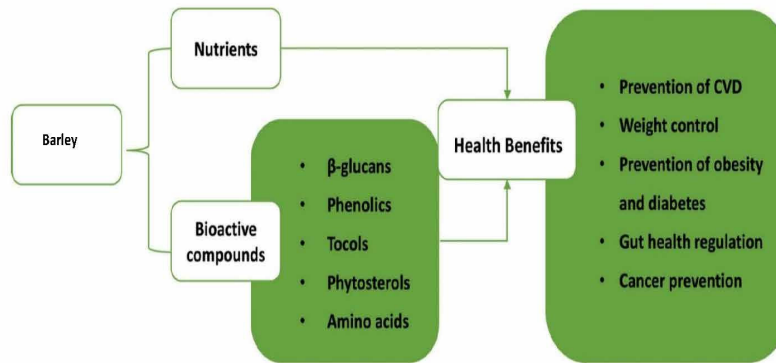 Barley
Nutrients
Bioactive
compounds
• β-glucans
• Phenolics
• Tocols
• Phytosterols
• Amino acids
Health Benefits
• Prevention of CVD
• Weight control
• Prevention of obesity
and diabetes
• Gut health regulation
• Cancer prevention